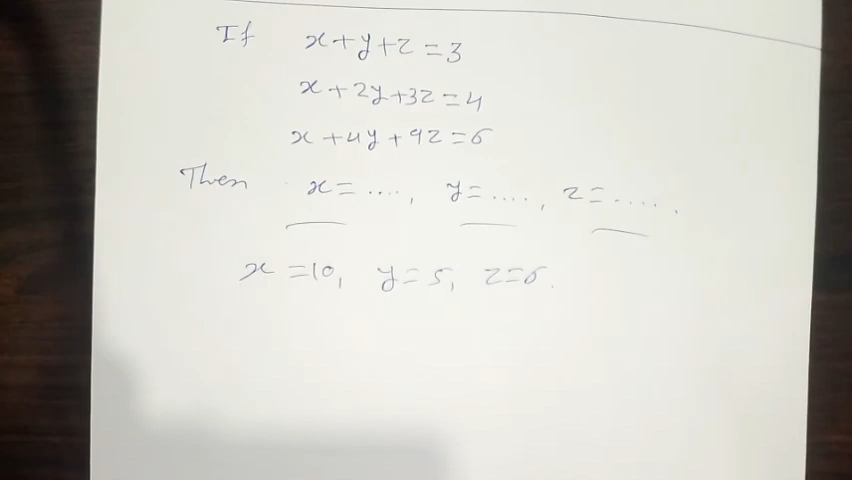 If x+y+z=3
x+2y+3z=4
x+4y+9z=6
Then x=...., y=...., z=.....
x=10, y=5, z=6.